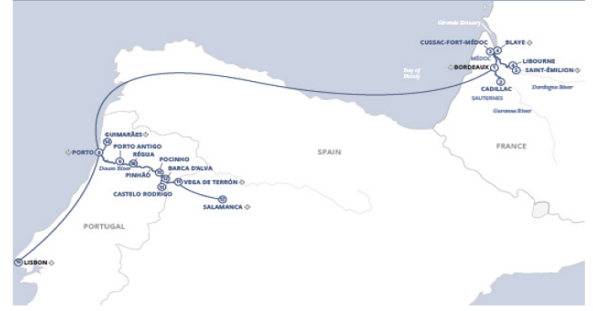 Gironde Estuary
CUSSAC-FORT-MÉDOC
BLAYE
MÉDOC
LIBOURNE
BORDEAUX
SAINT-ÉMILION
Bay of
Biscay
CADILLAC
Dordogne River
SAUTERNES
Garonne River
GUIMARÃES
PORTO ANTIGO
PORTO
RÉGUA
SPAIN
FRANCE
POCINHO
Douro River
BARCA D'ALVA
PINHÃO
VEGA DE TERRÓN
CASTELO RODRIGO
SALAMANCA
PORTUGAL
LISBON